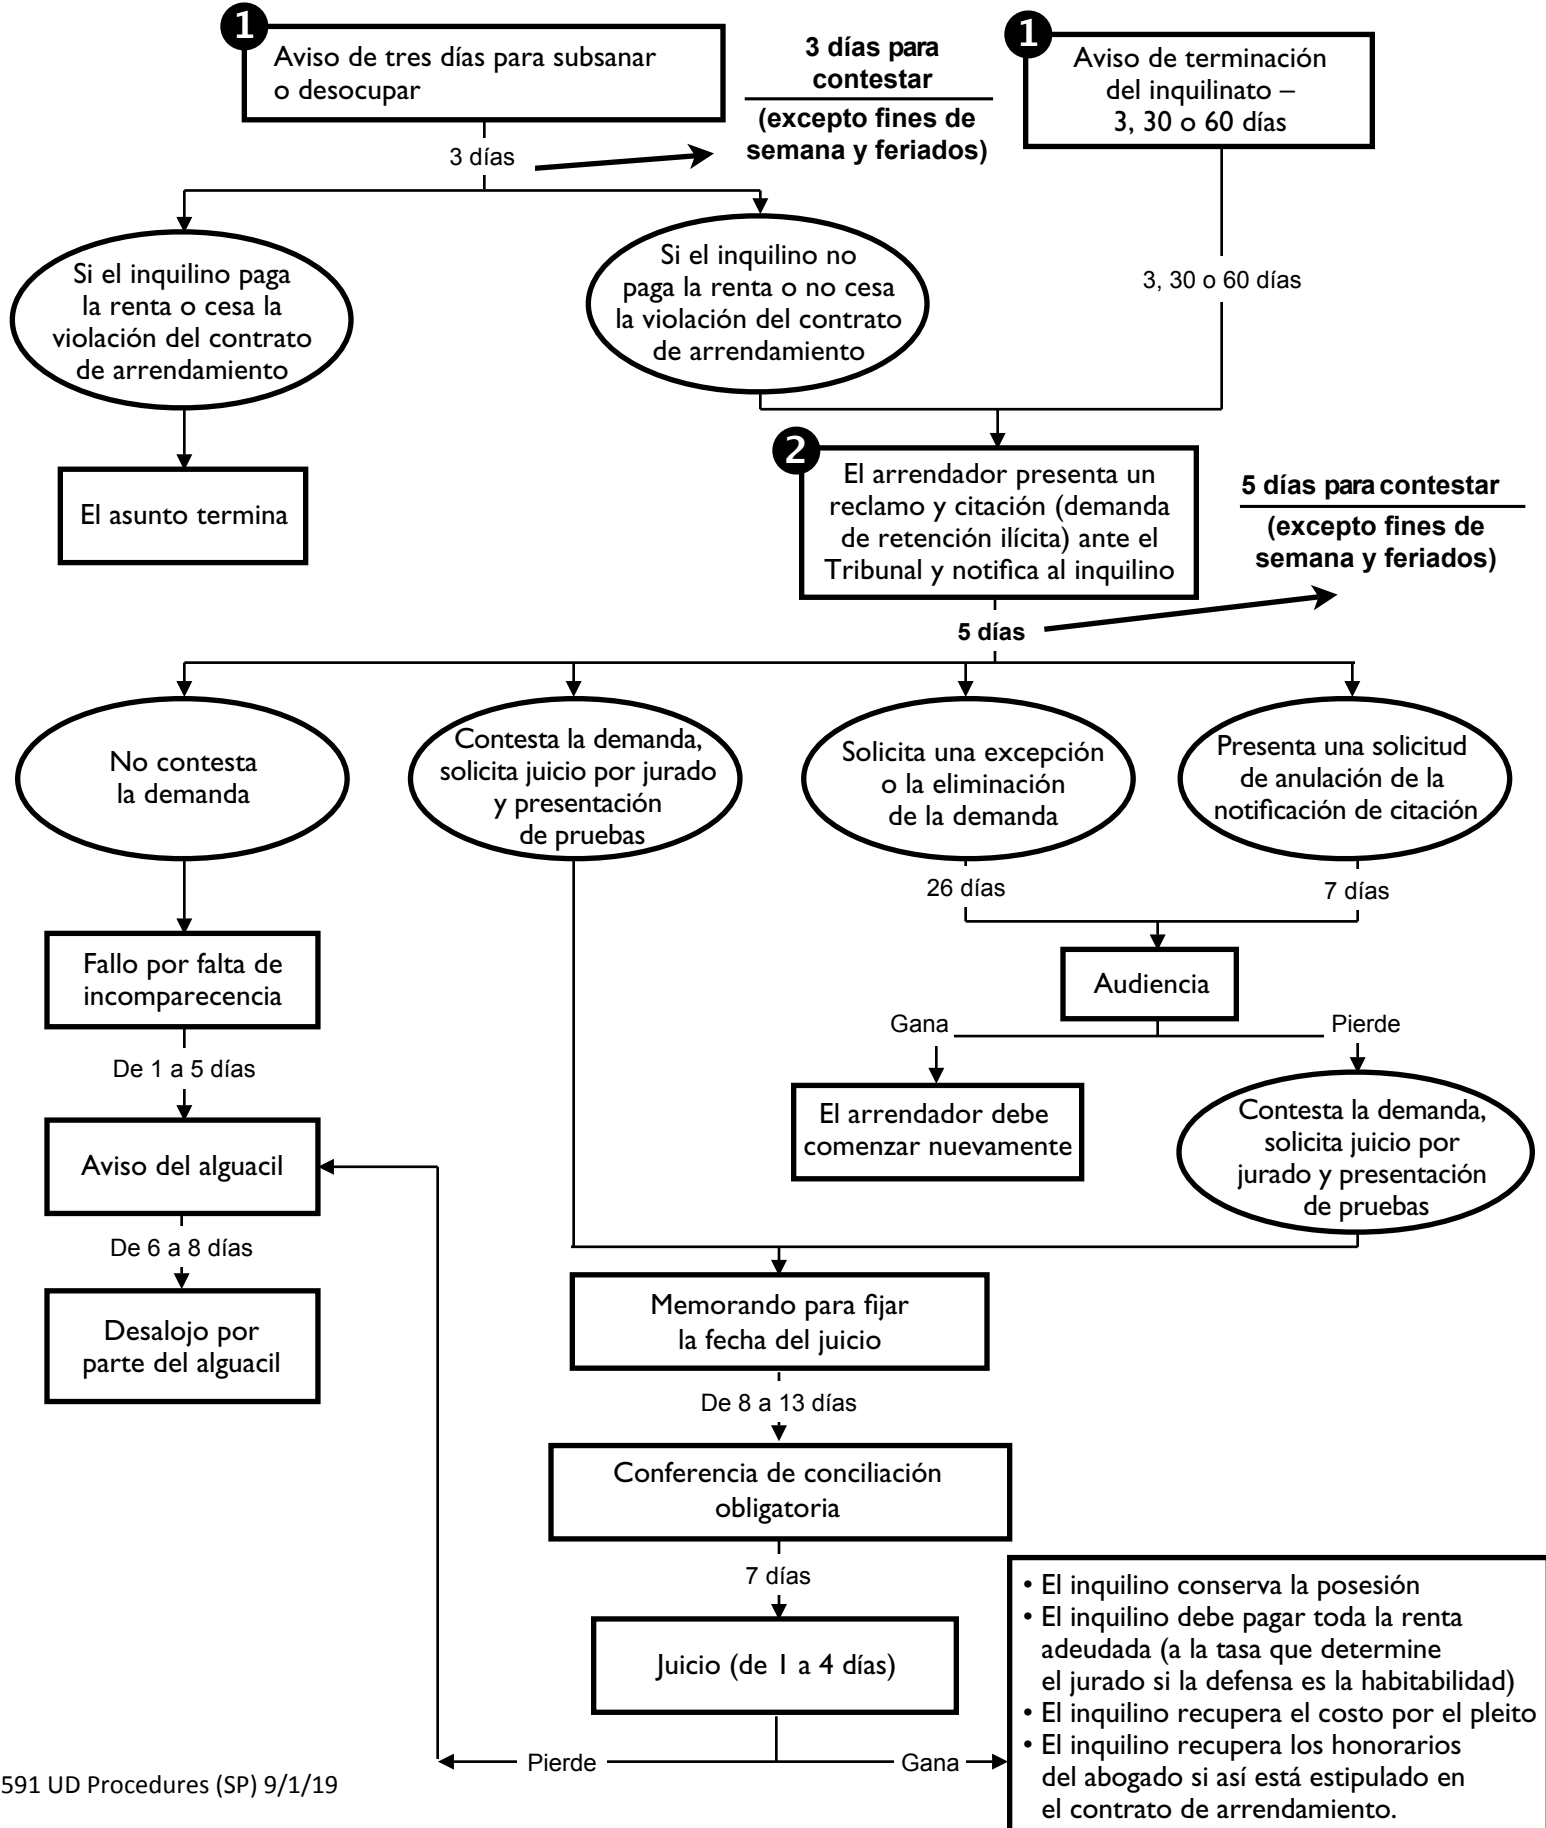 1
Aviso de tres días para subsanar
o desocupar
3 días para
contestar
(excepto fines de
semana y feriados)
1
Aviso de terminación
del inquilinato –
3, 30 o 60 días
3 días
Si el inquilino paga
la renta o cesa la
violación del contrato
de arrendamiento
Si el inquilino no
paga la renta o no cesa
la violación del contrato
de arrendamiento
3, 30 o 60 días
El asunto termina
2
El arrendador presenta un
reclamo y citación (demanda
de retención ilícita) ante el
Tribunal y notifica al inquilino
5 días para contestar
(excepto fines de
semana y feriados)
5 días
No contesta
la demanda
Contesta la demanda,
solicita juicio por jurado
y presentación
de pruebas
Solicita una excepción
o la eliminación
de la demanda
Presenta una solicitud
de anulación de la
notificación de citación
26 días
7 días
Fallo por falta de
incomparecencia
Audiencia
Gana
Pierde
De 1 a 5 días
El arrendador debe
comenzar nuevamente
Contesta la demanda,
solicita juicio por
jurado y presentación
de pruebas
Aviso del alguacil
De 6 a 8 días
Desalojo por
parte del alguacil
Memorando para fijar
la fecha del juicio
De 8 a 13 días
Conferencia de conciliación
obligatoria
7 días
Juicio (de 1 a 4 días)
Pierde
Gana
• El inquilino conserva la posesión
• El inquilino debe pagar toda la renta
adeudada (a la tasa que determine
el jurado si la defensa es la habitabilidad)
• El inquilino recupera el costo por el pleito
• El inquilino recupera los honorarios
del abogado si así está estipulado en
el contrato de arrendamiento.
591 UD Procedures (SP) 9/1/19